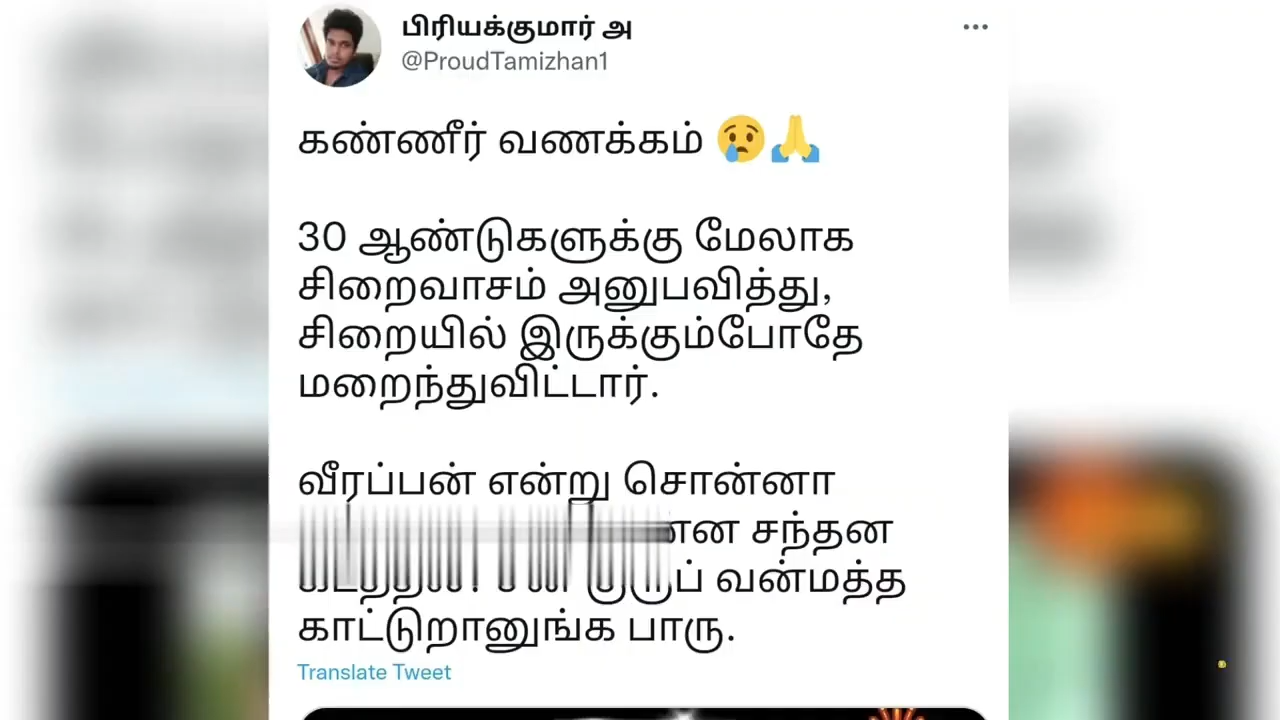 பிரியக்குமார் அ
@ProudTamizhan1
கண்ணீர் வணக்கம் 😢🙏
30 ஆண்டுகளுக்கு மேலாக
சிறைவாசம் அனுபவித்து,
சிறையில் இருக்கும்போதே
மறைந்துவிட்டார்.
வீரப்பன் என்று சொன்னா
சந்தன
வன்மத்த
காட்டுறானுங்க பாரு.
Translate Tweet